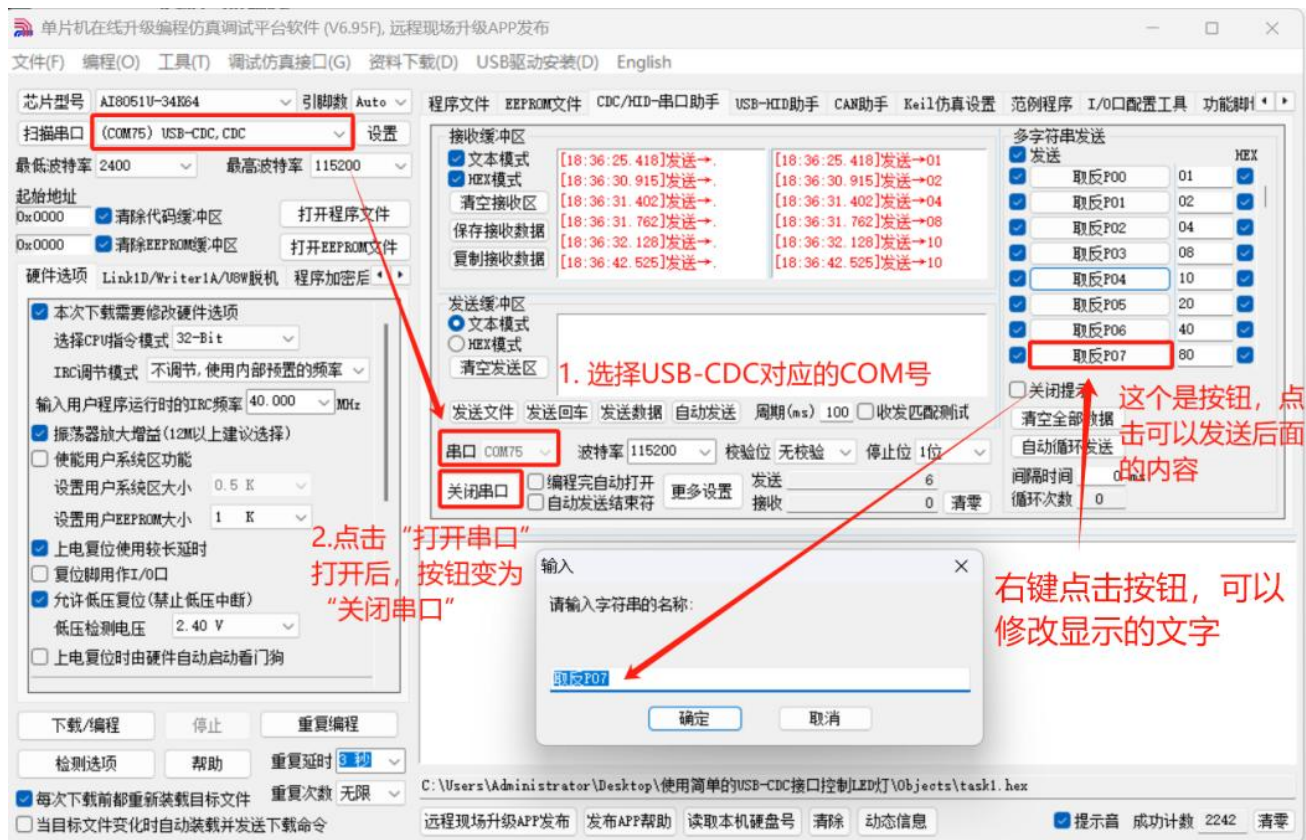 单片机在线升级编程仿真调试平台软件 (V6.95F), 远程现场升级APP发布
文件(F) 编程(O) 工具(T) 调试仿真接口(G) 资料下载(D) USB驱动安装(D) English
芯片型号 AI8051U-34K64 引脚数 Auto
扫描串口 (COM75) USB-CDC, CDC 设置
最低波特率 2400 最高波特率 115200
起始地址
0x0000 清除代码缓冲区 打开程序文件
0x0000 清除EEPROM缓冲区 打开EEPROM文件
硬件选项 Link1D/Writer1A/U8W脱机 程序加密后
本次下载需要修改硬件选项
选择CPU指令模式 32-Bit
IRC调节模式 不调节,使用内部预置的频率
输入用户程序运行时的IRC频率 40.000 MHz
振荡器放大增益(12M以上建议选择)
使能用户系统区功能
设置用户系统区大小 0.5 K
设置用户EEPROM大小 1 K
上电复位使用较长延时
复位脚用作I/O口
允许低压复位(禁止低压中断)
低压检测电压 2.40 V
上电复位时由硬件自动启动看门狗
下载/编程 停止 重复编程
检测选项 帮助 重复延时 3 秒
每次下载前都重新装载目标文件 重复次数 无限
当目标文件变化时自动装载并发送下载命令
程序文件 EEPROM文件 CDC/HID-串口助手 USB-HID助手 CAN助手 Keil仿真设置 范例程序 I/O口配置工具
接收缓冲区
文本模式
HEX模式
清空接收区
保存接收数据
复制接收数据
[18:36:25.418]发送→.
[18:36:30.915]发送→.
[18:36:31.402]发送→.
[18:36:31.762]发送→.
[18:36:32.128]发送→.
[18:36:42.525]发送→.
[18:36:25.418]发送→01
[18:36:30.915]发送→02
[18:36:31.402]发送→04
[18:36:31.762]发送→08
[18:36:32.128]发送→10
[18:36:42.525]发送→10
发送缓冲区
文本模式
HEX模式
清空发送区
1. 选择USB-CDC对应的COM号
发送文件 发送回车 发送数据 自动发送 周期(ms) 100 收发匹配测试
串口 COM75 波特率 115200 校验位 无校验 停止位 1位
关闭串口 编程完自动打开 更多设置 发送 6
自动发送结束符 接收 0 清零
多字符串发送
发送 HEX
取反P00 01
取反P01 02
取反P02 04
取反P03 08
取反P04 10
取反P05 20
取反P06 40
取反P07 80
关闭提示
清空全部数据
自动循环发送
间隔时间 0 ms
循环次数 0
这个是按钮，点
击可以发送后面
的内容
2.点击“打开串口”
打开后，按钮变为
“关闭串口”
输入
请输入字符串的名称:
取反P07
确定 取消
右键点击按钮，可以
修改显示的文字
C:\Users\Administrator\Desktop\使用简单的USB-CDC接口控制LED灯\Objects\task1.hex
远程现场升级APP发布 发布APP帮助 读取本机硬盘号 清除 动态信息 提示音 成功计数 2242 清零